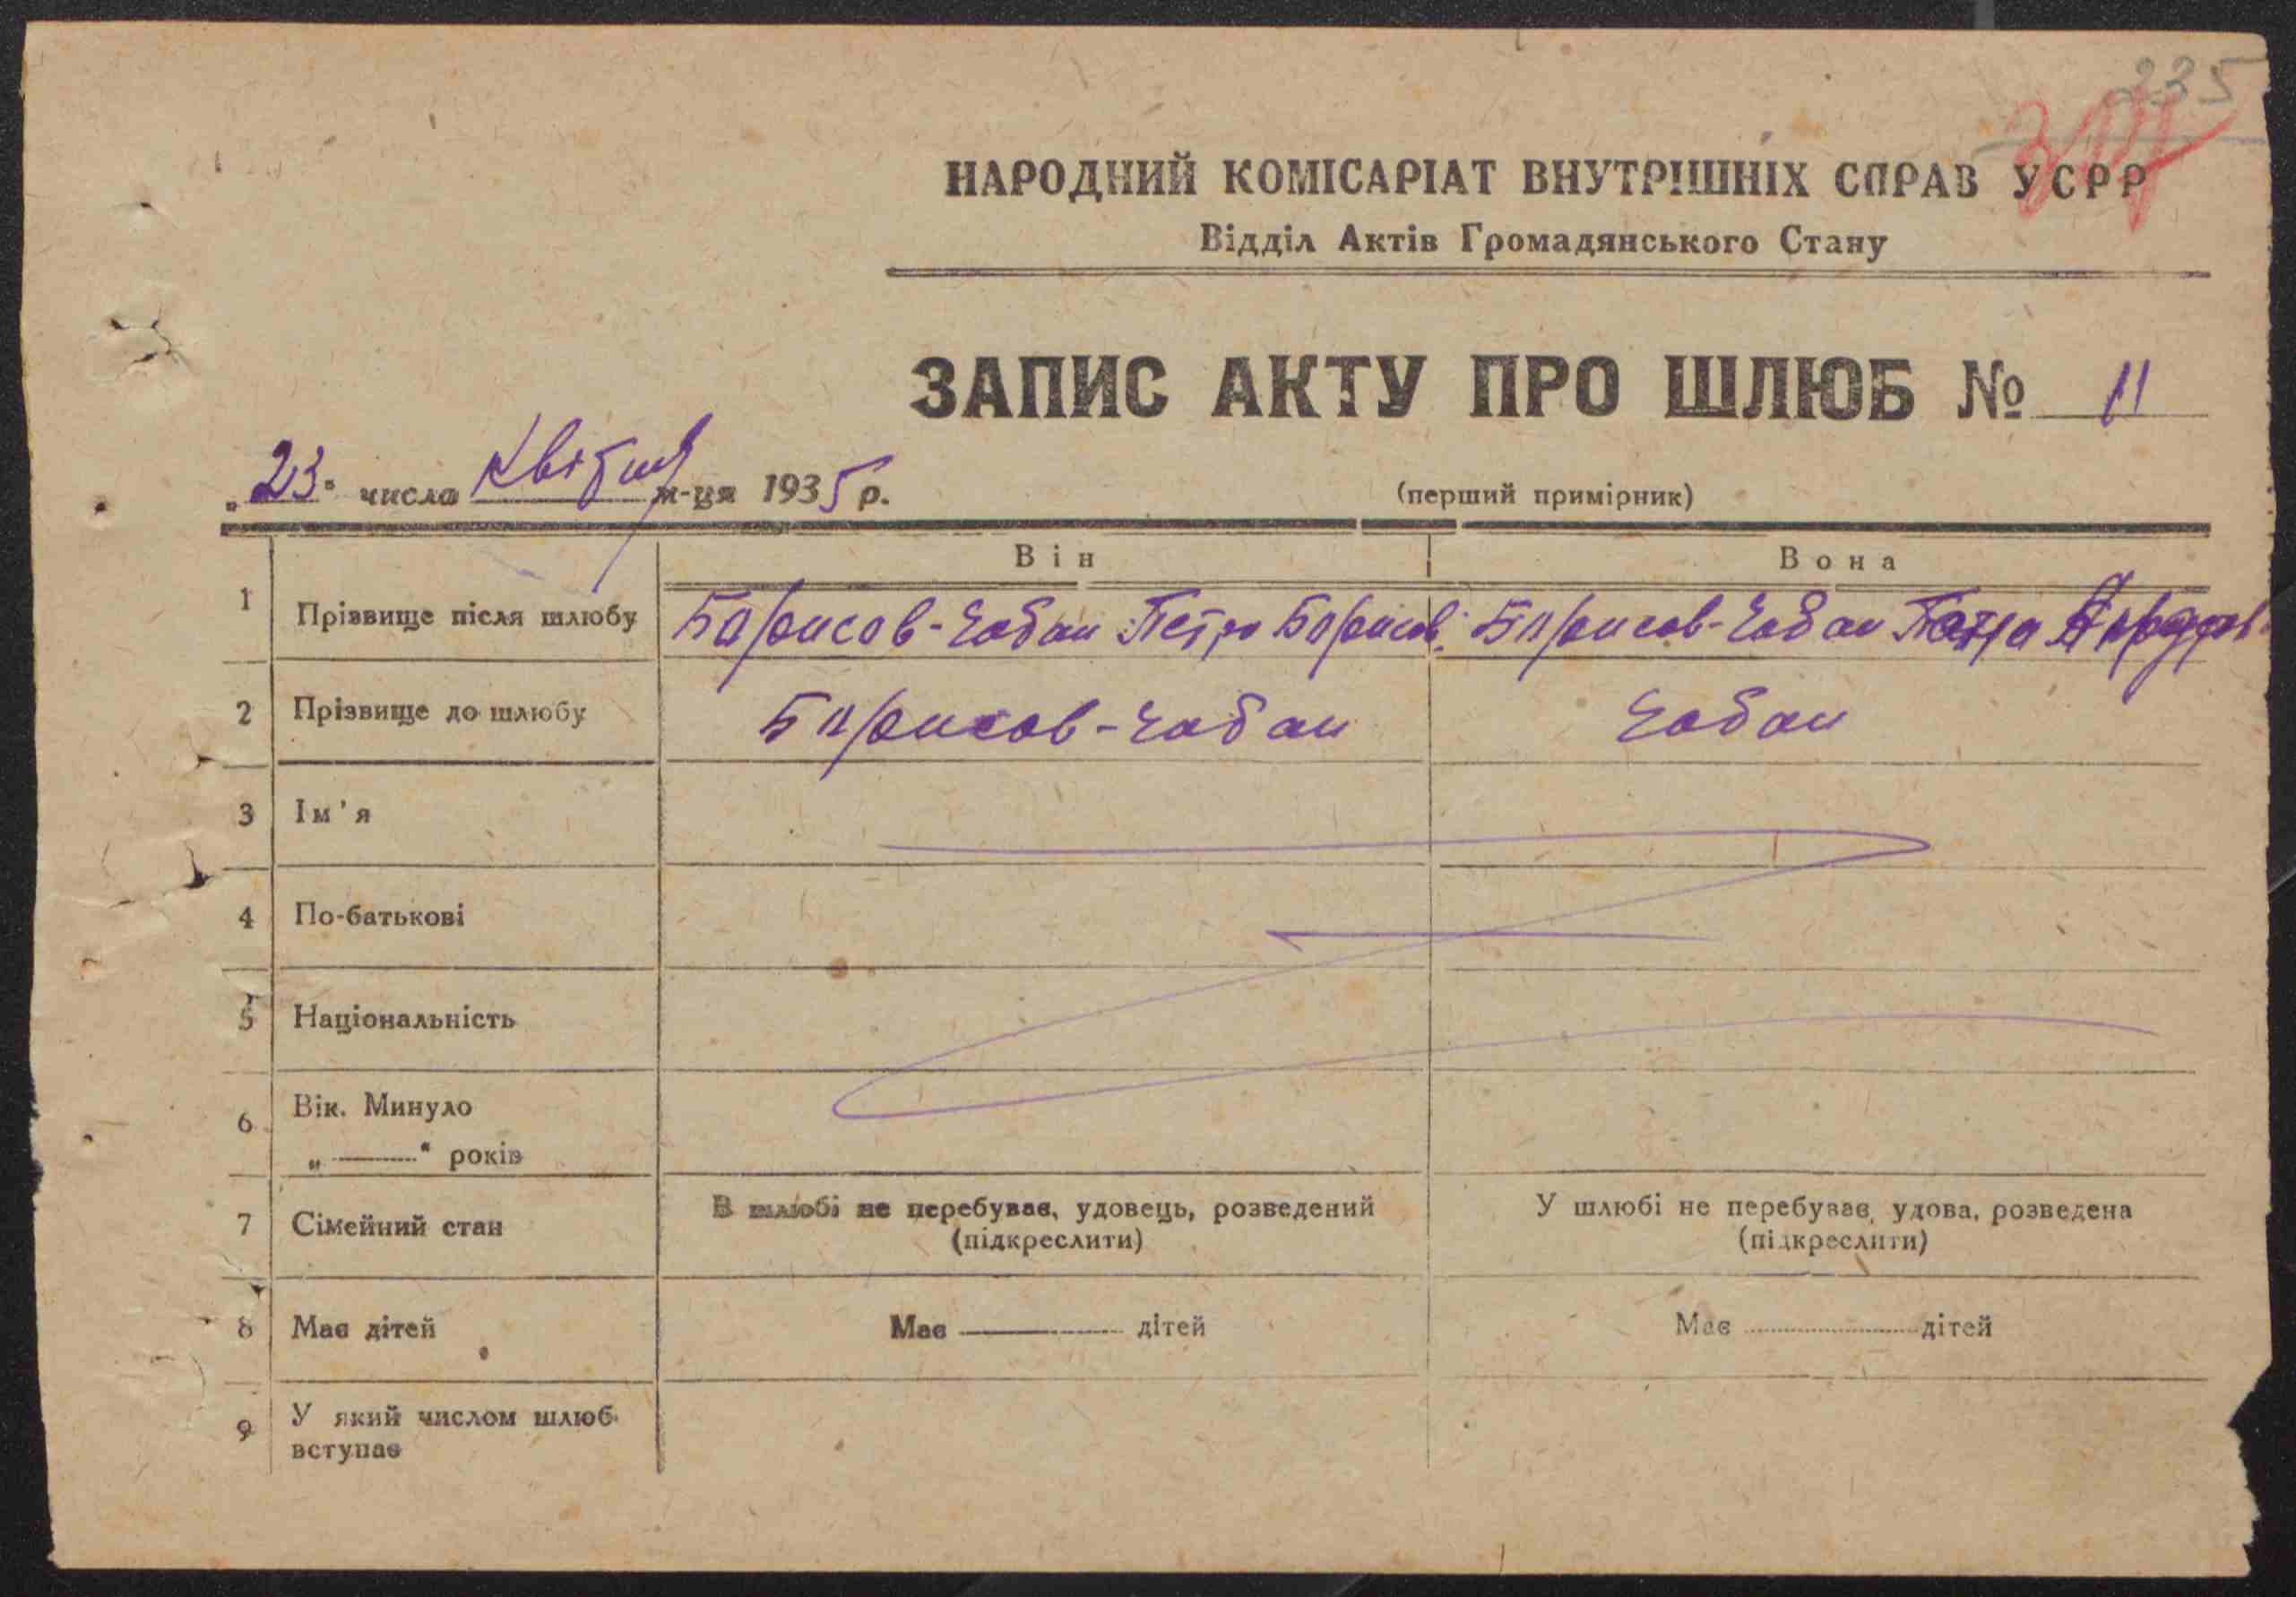 235
НАРОДНИЙ КОМІСАРІАТ ВНУТРІШНІХ СПРАВ УСРР
Відділ Актів Громадянського Стану
ЗАПИС АКТУ ПРО ШЛЮБ № 11
„23" числа Квітня м-ця 1935 р.
(перший примірник)
Він Вона
1 Прізвище після шлюбу Борисов-Чабан Петро Борисов. Борисов-Чабан
2 Прізвище до шлюбу Борисов-Чабан Чабан
3 Ім'я
4 По-батькові
5 Національність
6 Вік. Минуло
„ ——— " років
7 Сімейний стан В шлюбі не перебував, удовець, розведений У шлюбі не перебував, удова, розведена
(підкреслити) (підкреслити)
8 Має дітей Має ——— дітей Має ........ дітей
9 У який числом шлюб
вступає